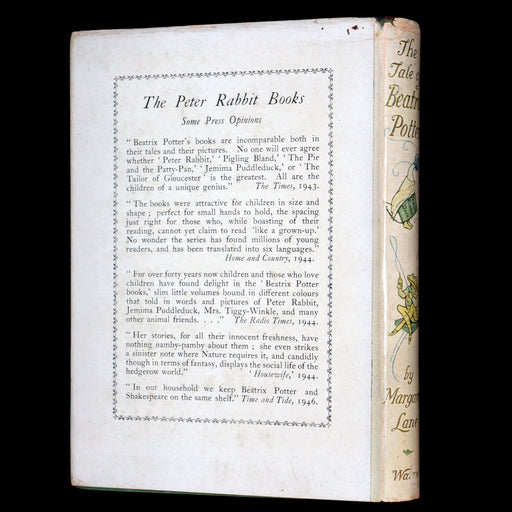 The Peter Rabbit Books
Some Press Opinions
" Beatrix Potter's books are incomparable both in
their tales and their pictures. No one will ever agree
whether ' Peter Rabbit,' ' Pigling Bland,' ' The Pie
and the Patty-Pan,' ' Jemima Puddleduck,' or ' The
Tailor of Gloucester ' is the greatest. All are the
children of a unique genius." The Times, 1943.
" The books were attractive for children in size and
shape ; perfect for small hands to hold, the spacing
just right for those who, while boasting of their
reading, cannot yet claim to read ' like a grown-up.'
No wonder the series has found millions of young
readers, and has been translated into six languages."
Home and Country, 1944.
" For over forty years now children and those who love
children have found delight in the ' Beatrix Potter
books,' slim little volumes bound in different colours
that told in words and pictures of Peter Rabbit,
Jemima Puddleduck, Mrs. Tiggy-Winkle, and many
other animal friends. . . ." The Radio Times, 1944.
" Her stories, for all their innocent freshness, have
nothing namby-pamby about them ; she even strikes
a sinister note where Nature requires it, and candidly
though in terms of fantasy, displays the social life of the
hedgerow world." ' Housewife,' 1944.
" In our household we keep Beatrix Potter and
Shakespeare on the same shelf." Time and Tide, 1946.
The
Tale of
Beatrix
Potter
by
Margaret
Lane